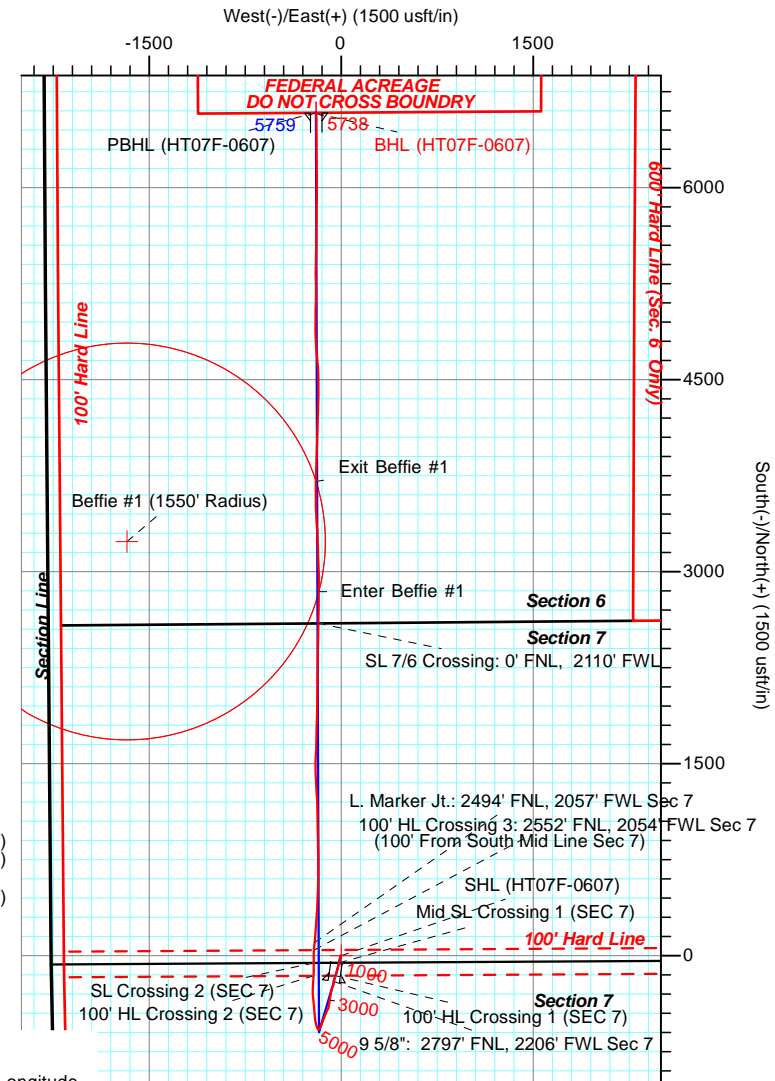 West(-)/East(+) (1500 usft/in)
-1500 0 1500
FEDERAL ACREAGE
DO NOT CROSS BOUNDRY
5759 5738
PBHL (HT07F-0607) BHL (HT07F-0607)
6000
600' Hard Line (Sec. 6 Only)
100' Hard Line
4500
Exit Beffie #1
Beffie #1 (1550' Radius)
South(-)/North(+) (1500 usft/in)
3000
Enter Beffie #1
Section 6
Section Line
Section 7
SL 7/6 Crossing: 0' FNL, 2110' FWL
1500
L. Marker Jt.: 2494' FNL, 2057' FWL Sec 7
100' HL Crossing 3: 2552' FNL, 2054' FWL Sec 7
(100' From South Mid Line Sec 7)
)
)
SHL (HT07F-0607)
)
Mid SL Crossing 1 (SEC 7)
100' Hard Line
0
1000
SL Crossing 2 (SEC 7)
3000
Section 7
100' HL Crossing 2 (SEC 7)
100' HL Crossing 1 (SEC 7)
5000
9 5/8": 2797' FNL, 2206' FWL Sec 7